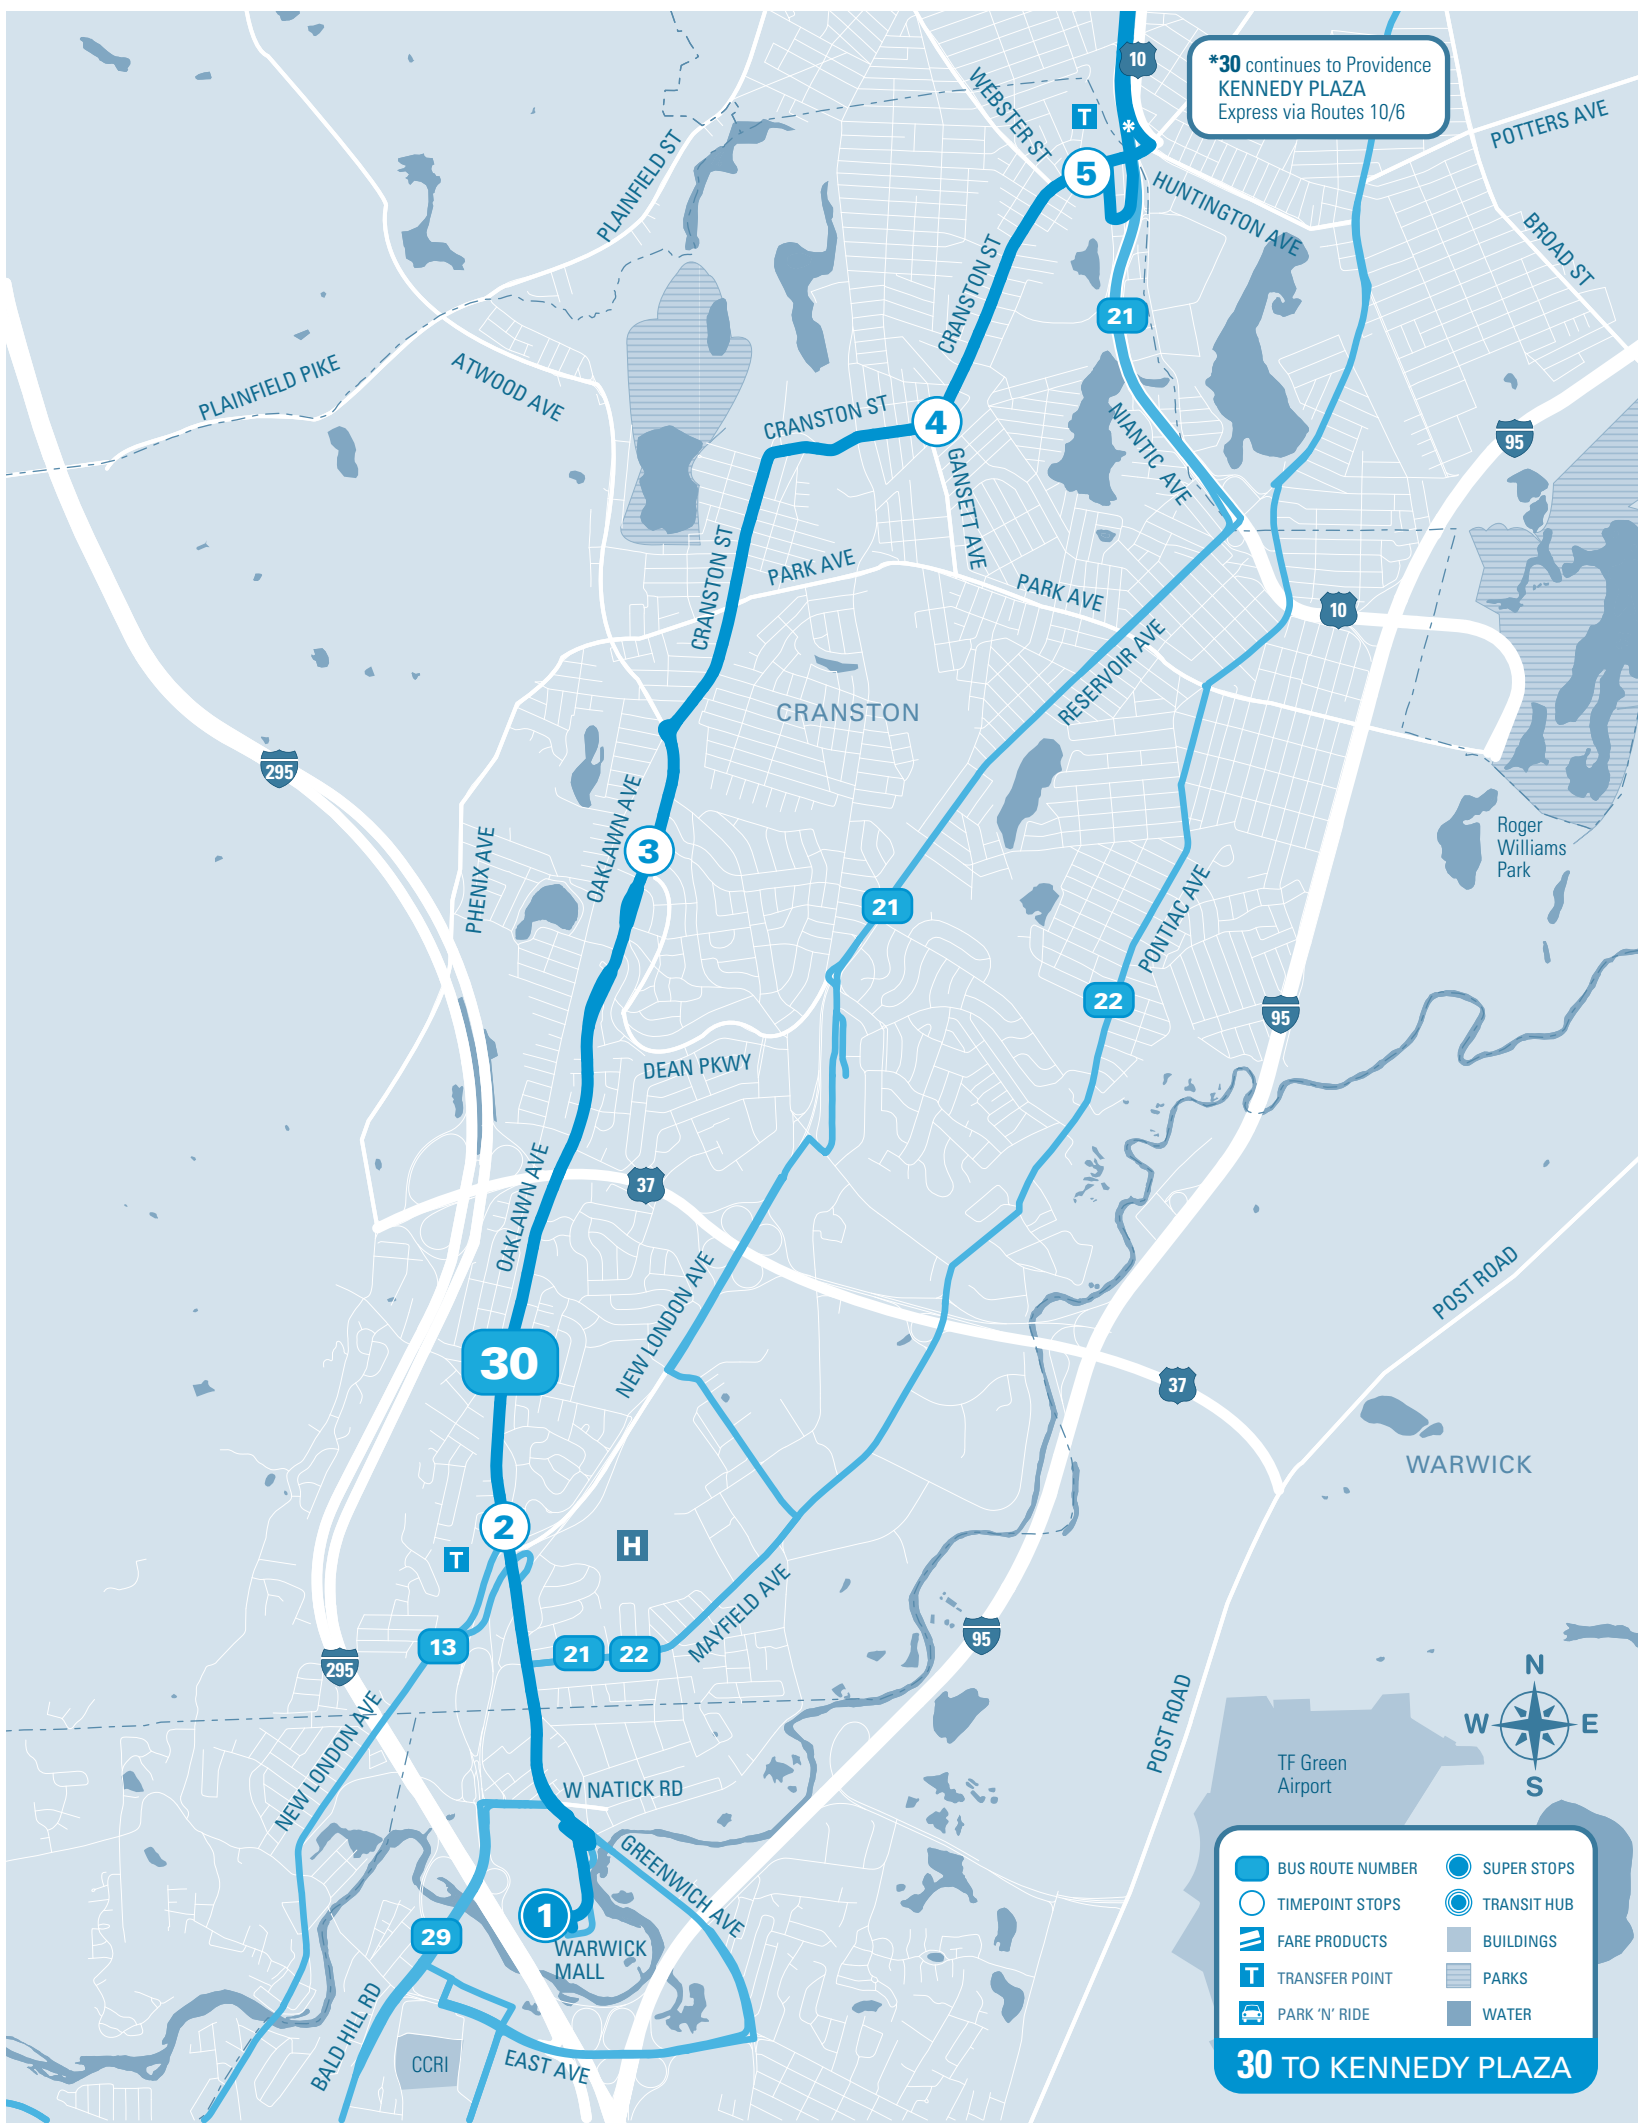 10
*30 continues to Providence
KENNEDY PLAZA
Express via Routes 10/6
WEBSTER ST
T
*
POTTERS AVE
PLAINFIELD ST
5
HUNTINGTON AVE
BROAD ST
CRANSTON ST
21
PLAINFIELD PIKE
ATWOOD AVE
CRANSTON ST
4
NIANTIC AVE
95
GANSETT AVE
CRANSTON ST
PARK AVE
PARK AVE
10
RESERVOIR AVE
CRANSTON
295
OAKLAWN AVE
3
PHENIX AVE
Roger
Williams
Park
21
PONTIAC AVE
22
95
DEAN PKWY
OAKLAWN AVE
37
NEW LONDON AVE
POST ROAD
30
37
WARWICK
2
T
H
MAYFIELD AVE
13
21
22
95
295
NEW LONDON AVE
POST ROAD
N
W
E
S
TF Green
Airport
W NATICK RD
GREENWICH AVE
1
WARWICK
MALL
29
BALD HILL RD
CCRI
EAST AVE
BUS ROUTE NUMBER
SUPER STOPS
TIMEPOINT STOPS
TRANSIT HUB
FARE PRODUCTS
BUILDINGS
T TRANSFER POINT
PARKS
PARK ‘N’ RIDE
WATER
30 TO KENNEDY PLAZA